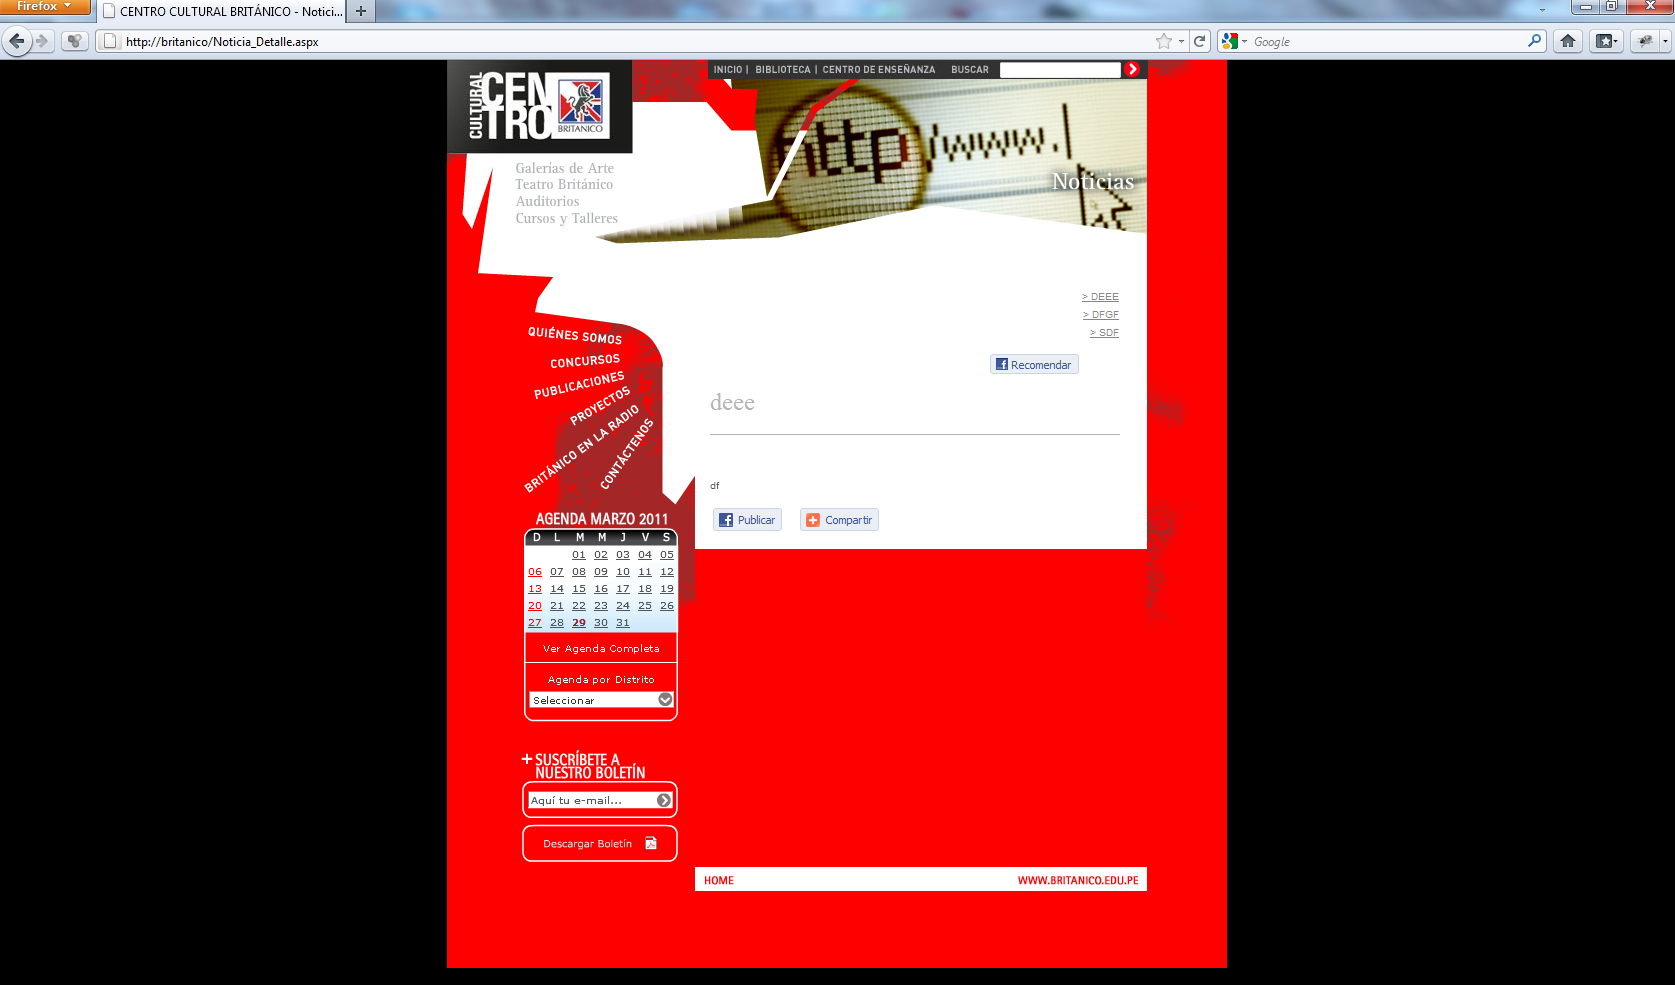 Firefox
CENTRO CULTURAL BRITÁNICO - Notici...
http://britanico/Noticia_Detalle.aspx
Google
CULTURAL
CEN
TRO
BRITANICO
INICIO | BIBLIOTECA | CENTRO DE ENSEÑANZA BUSCAR
http://www.
Noticias
Galerías de Arte
Teatro Británico
Auditorios
Cursos y Talleres
> DEEE
> DFGF
> SDF
Recomendar
deee
df
Publicar Compartir
QUIÉNES SOMOS
CONCURSOS
PUBLICACIONES
PROYECTOS
BRITÁNICO EN LA RADIO
CONTÁCTENOS
AGENDA MARZO 2011
D L M M J V S
01 02 03 04 05
06 07 08 09 10 11 12
13 14 15 16 17 18 19
20 21 22 23 24 25 26
27 28 29 30 31
Ver Agenda Completa
Agenda por Distrito
Seleccionar
+ SUSCRÍBETE A
NUESTRO BOLETÍN
Aquí tu e-mail...
Descargar Boletín
HOME WWW.BRITANICO.EDU.PE